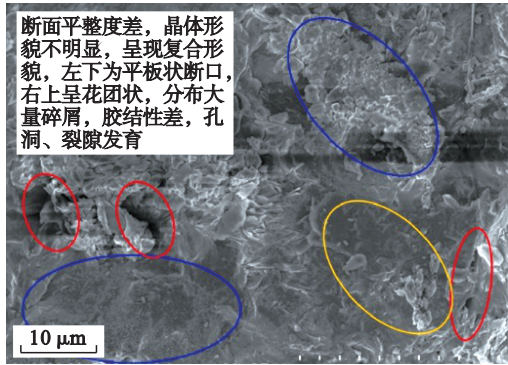 断面平整度差，晶体形
貌不明显，呈现复合形
貌，左下为平板状断口，
右上呈花团状，分布大
量碎屑，胶结性差，孔
洞、裂隙发育
10 μm